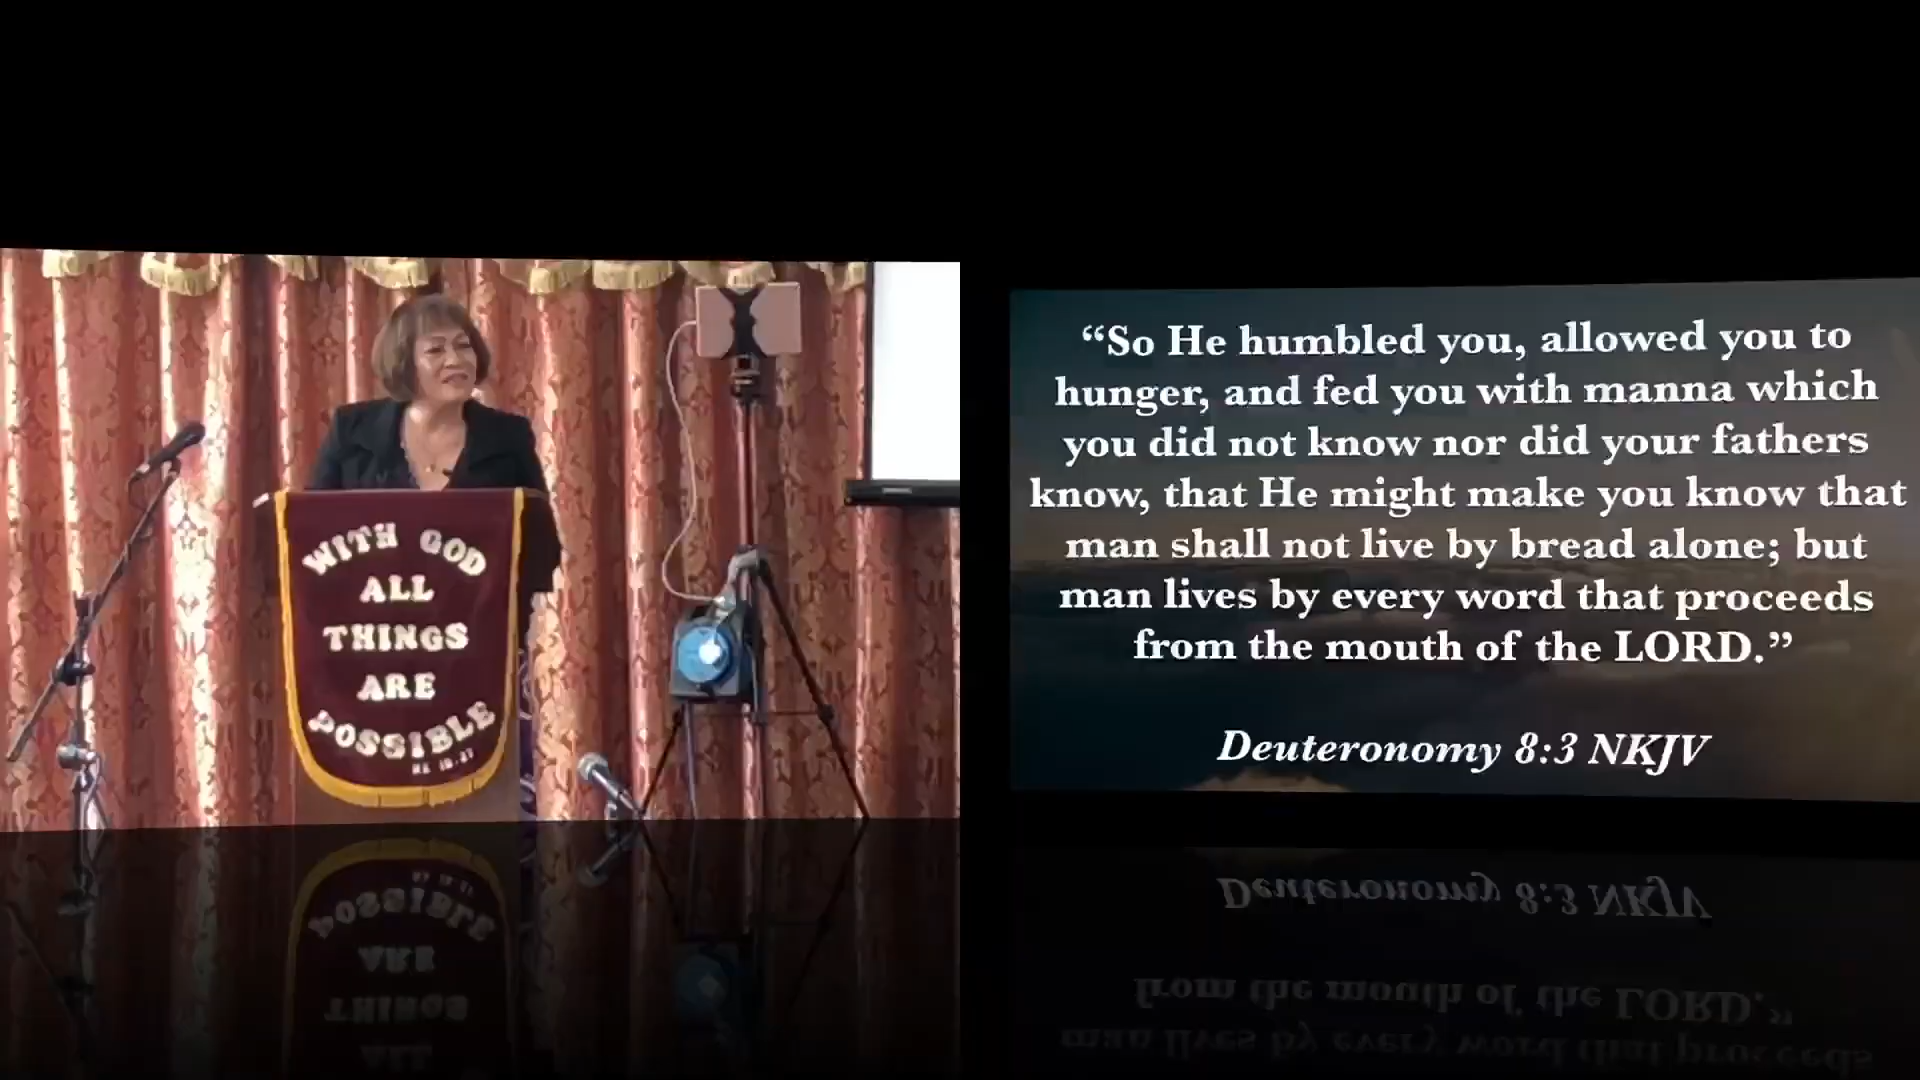 WITH GOD
ALL
THINGS
ARE
POSSIBLE
“So He humbled you, allowed you to
hunger, and fed you with manna which
you did not know nor did your fathers
know, that He might make you know that
man shall not live by bread alone; but
man lives by every word that proceeds
from the mouth of the LORD.”
Deuteronomy 8:3 NKJV